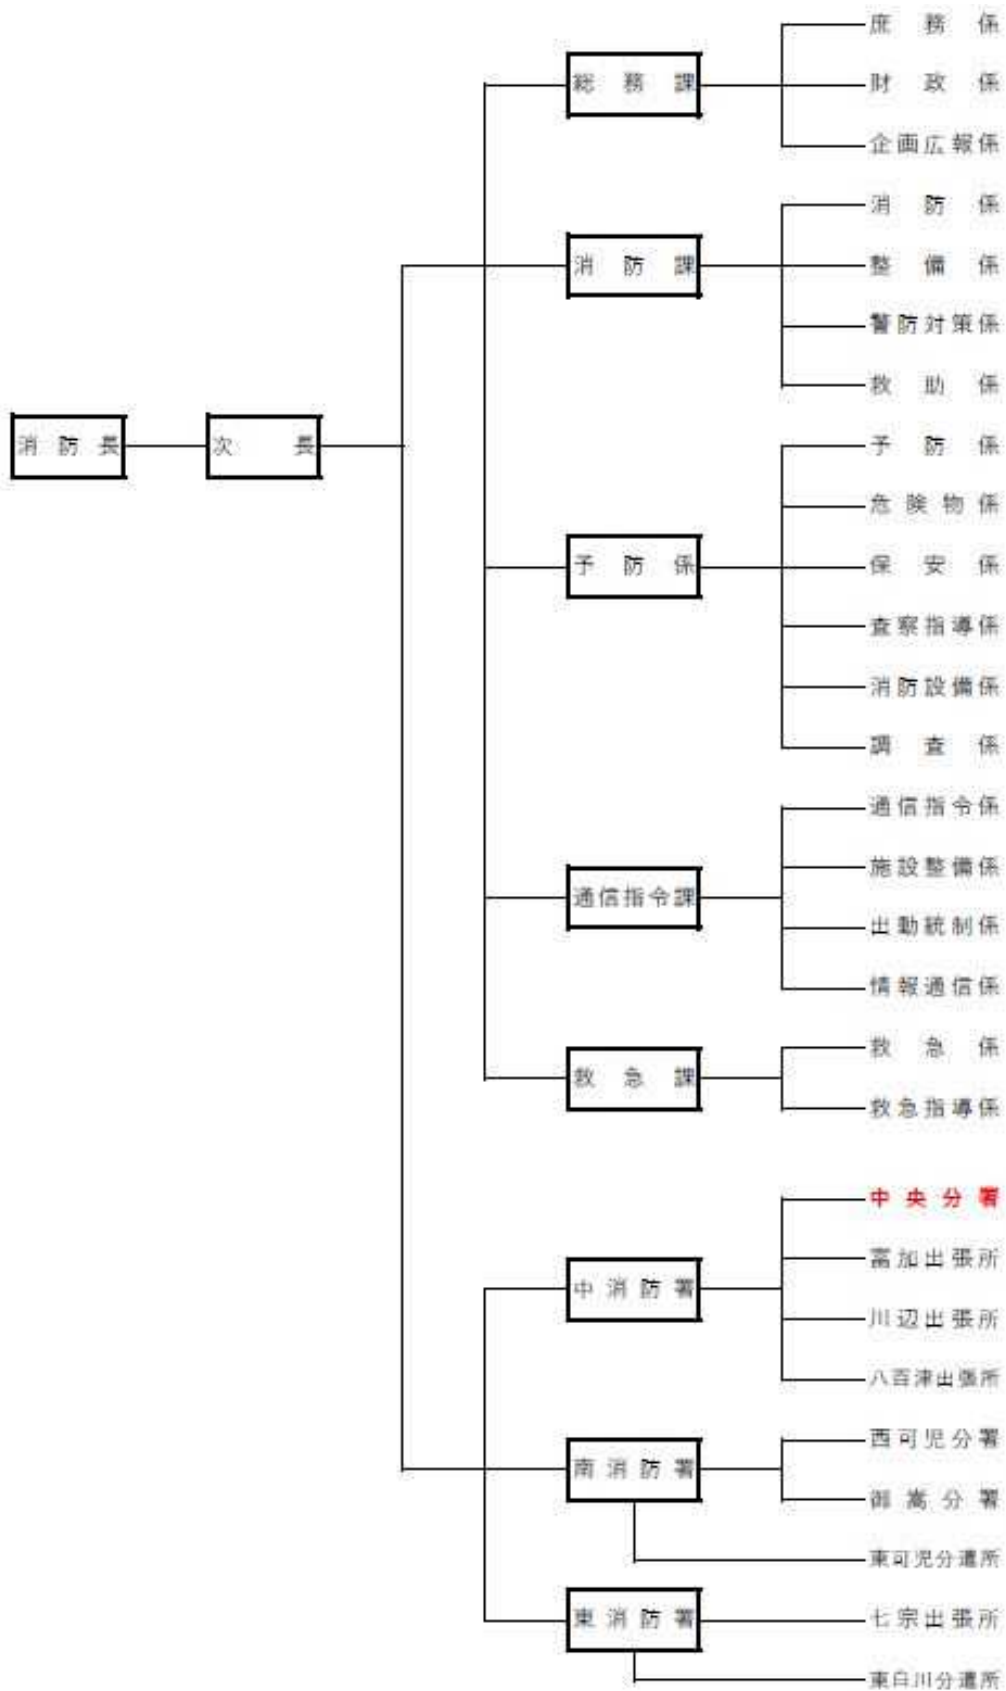 消防長
次長
総務課
庶務係
財政係
企画広報係
消防課
消防係
整備係
警防対策係
救助係
予防係
予防係
危険物係
保安係
査察指導係
消防設備係
調査係
通信指令課
通信指令係
施設整備係
出動統制係
情報通信係
救急課
救急係
救急指導係
中消防署
中央分署
富加出張所
川辺出張所
八百津出張所
南消防署
西可児分署
御嵩分署
東可児分遣所
東消防署
七宗出張所
東白川分遣所